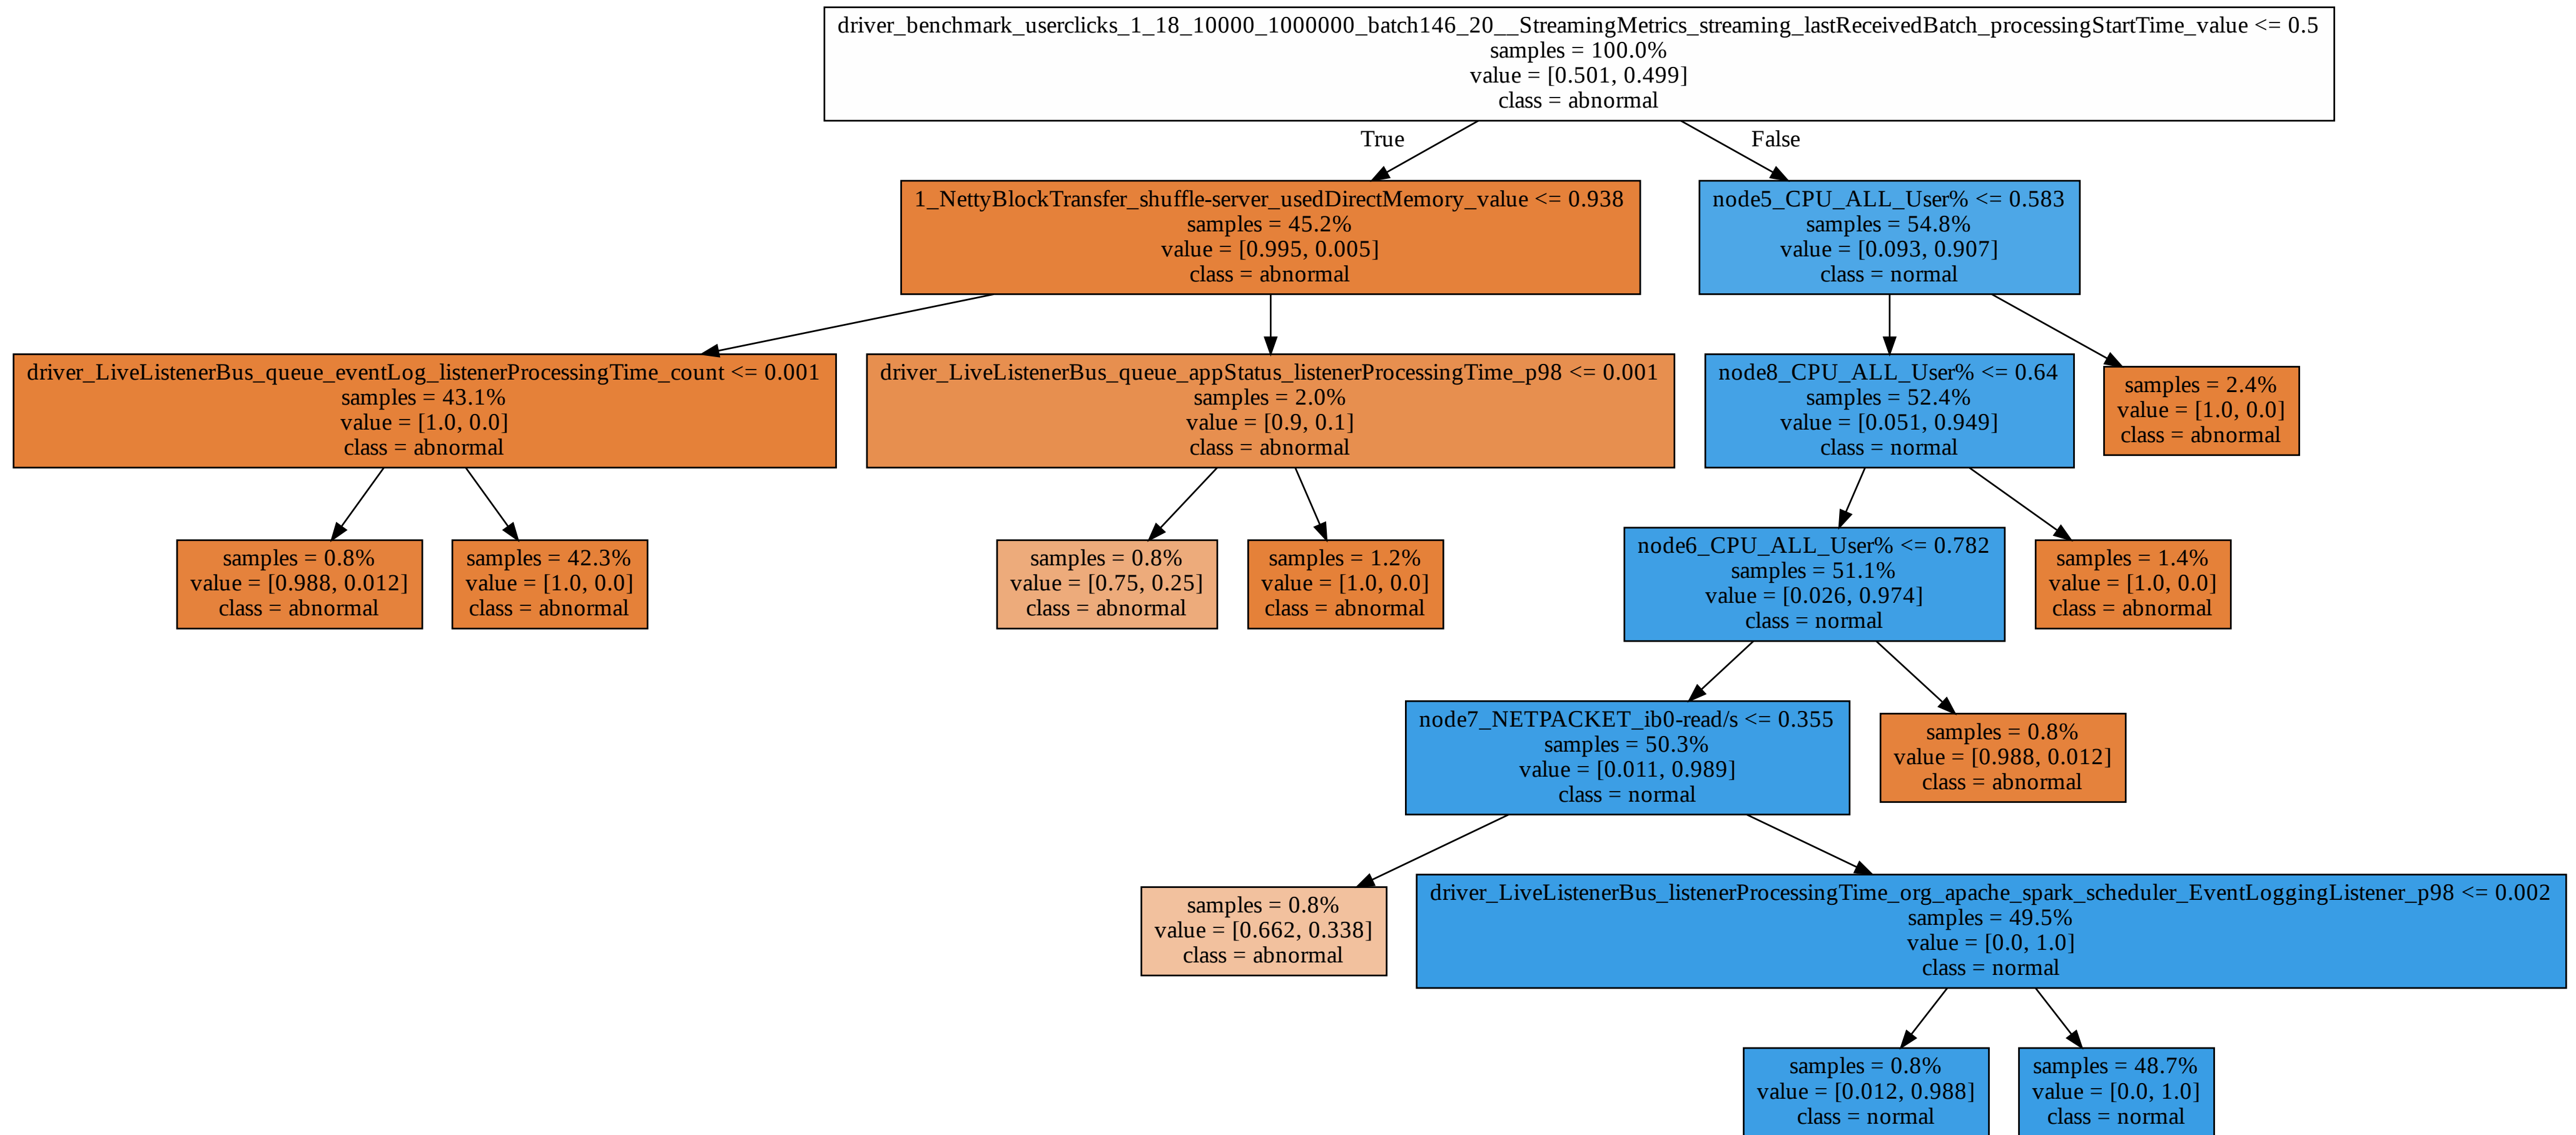 driver_benchmark_userclicks_1_18_10000_1000000_batch146_20__StreamingMetrics_streaming_lastReceivedBatch_processingStartTime_value <= 0.5
samples = 100.0%
value = [0.501, 0.499]
class = abnormal
True
False
1_NettyBlockTransfer_shuffle-server_usedDirectMemory_value <= 0.938
samples = 45.2%
value = [0.995, 0.005]
class = abnormal
node5_CPU_ALL_User% <= 0.583
samples = 54.8%
value = [0.093, 0.907]
class = normal
driver_LiveListenerBus_queue_eventLog_listenerProcessingTime_count <= 0.001
samples = 43.1%
value = [1.0, 0.0]
class = abnormal
driver_LiveListenerBus_queue_appStatus_listenerProcessingTime_p98 <= 0.001
samples = 2.0%
value = [0.9, 0.1]
class = abnormal
node8_CPU_ALL_User% <= 0.64
samples = 52.4%
value = [0.051, 0.949]
class = normal
samples = 2.4%
value = [1.0, 0.0]
class = abnormal
samples = 0.8%
value = [0.988, 0.012]
class = abnormal
samples = 42.3%
value = [1.0, 0.0]
class = abnormal
samples = 0.8%
value = [0.75, 0.25]
class = abnormal
samples = 1.2%
value = [1.0, 0.0]
class = abnormal
node6_CPU_ALL_User% <= 0.782
samples = 51.1%
value = [0.026, 0.974]
class = normal
samples = 1.4%
value = [1.0, 0.0]
class = abnormal
node7_NETPACKET_ib0-read/s <= 0.355
samples = 50.3%
value = [0.011, 0.989]
class = normal
samples = 0.8%
value = [0.988, 0.012]
class = abnormal
samples = 0.8%
value = [0.662, 0.338]
class = abnormal
driver_LiveListenerBus_listenerProcessingTime_org_apache_spark_scheduler_EventLoggingListener_p98 <= 0.002
samples = 49.5%
value = [0.0, 1.0]
class = normal
samples = 0.8%
value = [0.012, 0.988]
class = normal
samples = 48.7%
value = [0.0, 1.0]
class = normal